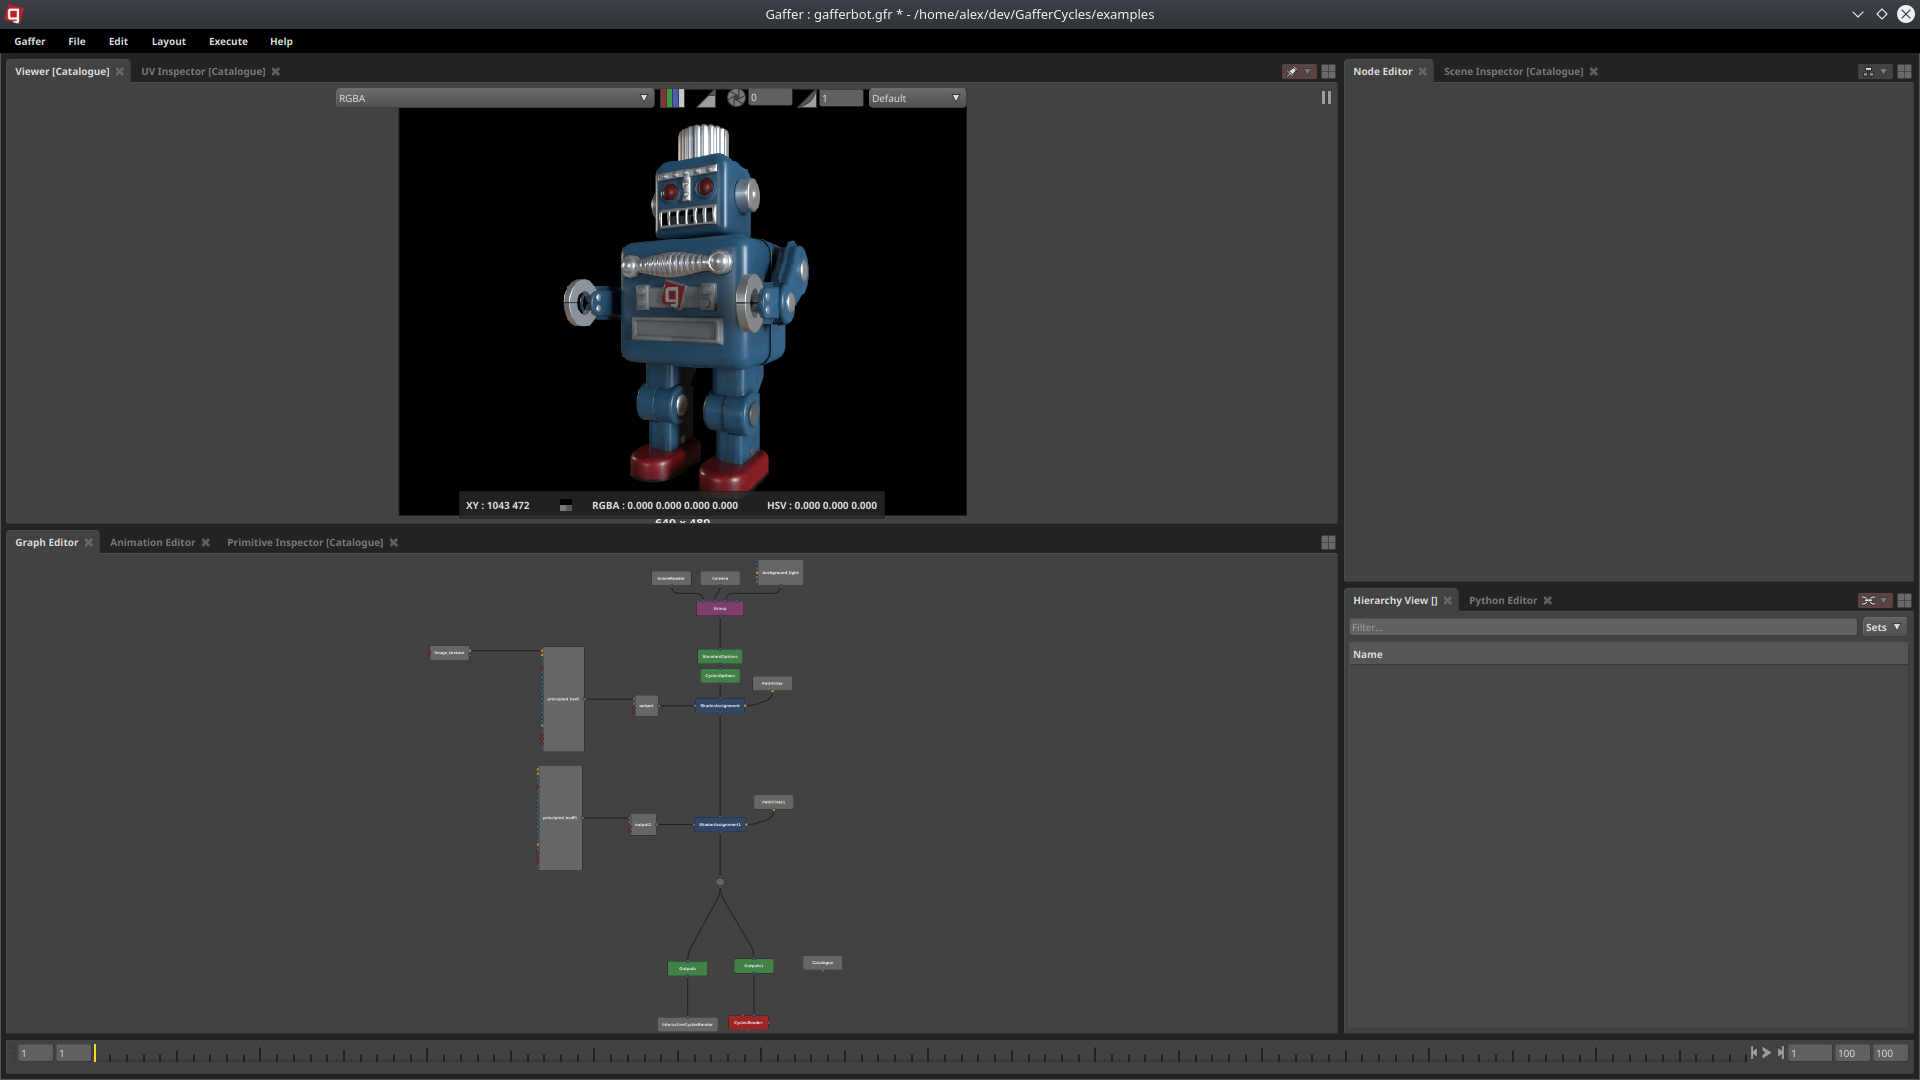 Gaffer : gafferbot.gfr * - /home/alex/dev/GafferCycles/examples
Gaffer File Edit Layout Execute Help
Viewer [Catalogue] UV Inspector [Catalogue]
Node Editor Scene Inspector [Catalogue]
RGBA 0 1 Default
g
XY : 1043 472 RGBA : 0.000 0.000 0.000 0.000 HSV : 0.000 0.000 0.000
640 × 480
Graph Editor Animation Editor Primitive Inspector [Catalogue]
SceneReader Camera background_light
Group
image_texture
StandardOptions
CyclesOptions
PathFilter
principled_bsdf output ShaderAssignment
PathFilter1
principled_bsdf1 output1 ShaderAssignment1
Outputs Outputs1 Catalogue
InteractiveCyclesRender CyclesRender
Hierarchy View [] Python Editor
Filter... Sets
Name
1 1 1 100 100